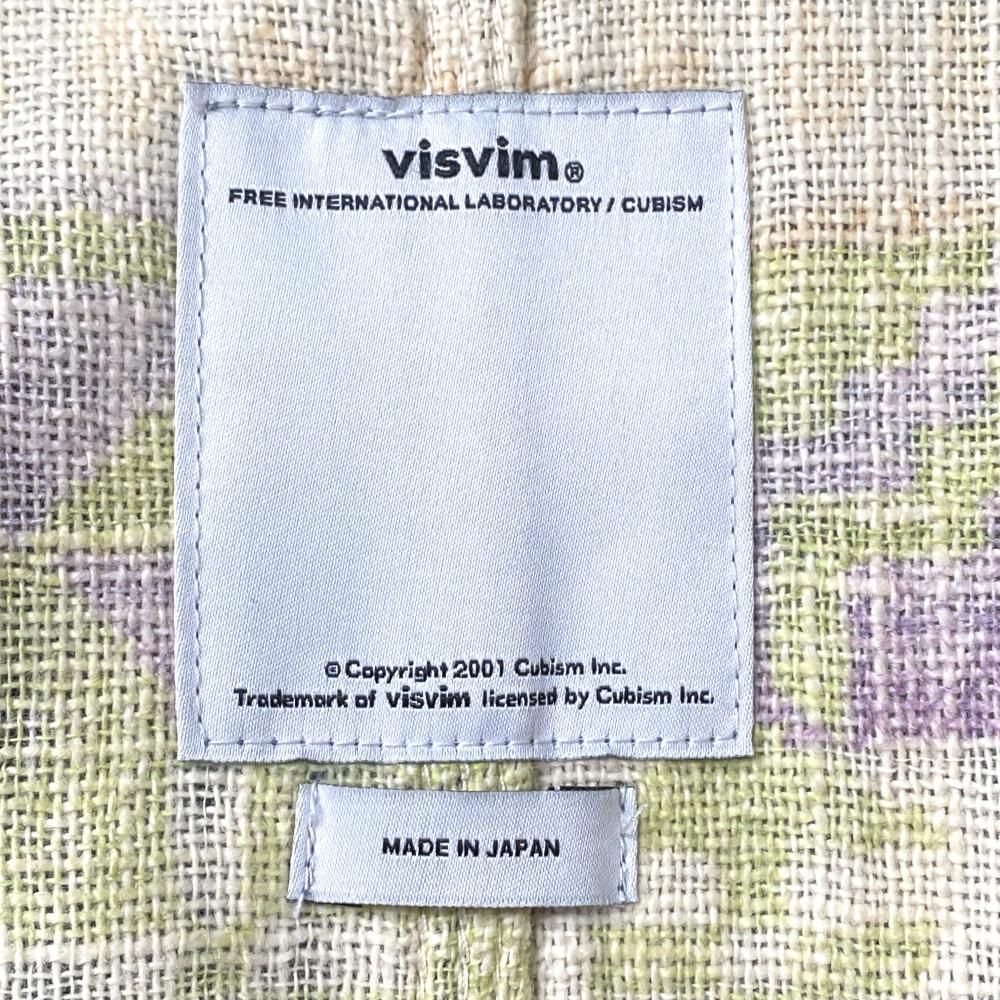 visvim®
FREE INTERNATIONAL LABORATORY / CUBISM
© Copyright 2001 Cubism Inc.
Trademark of visvim licensed by Cubism Inc.
MADE IN JAPAN